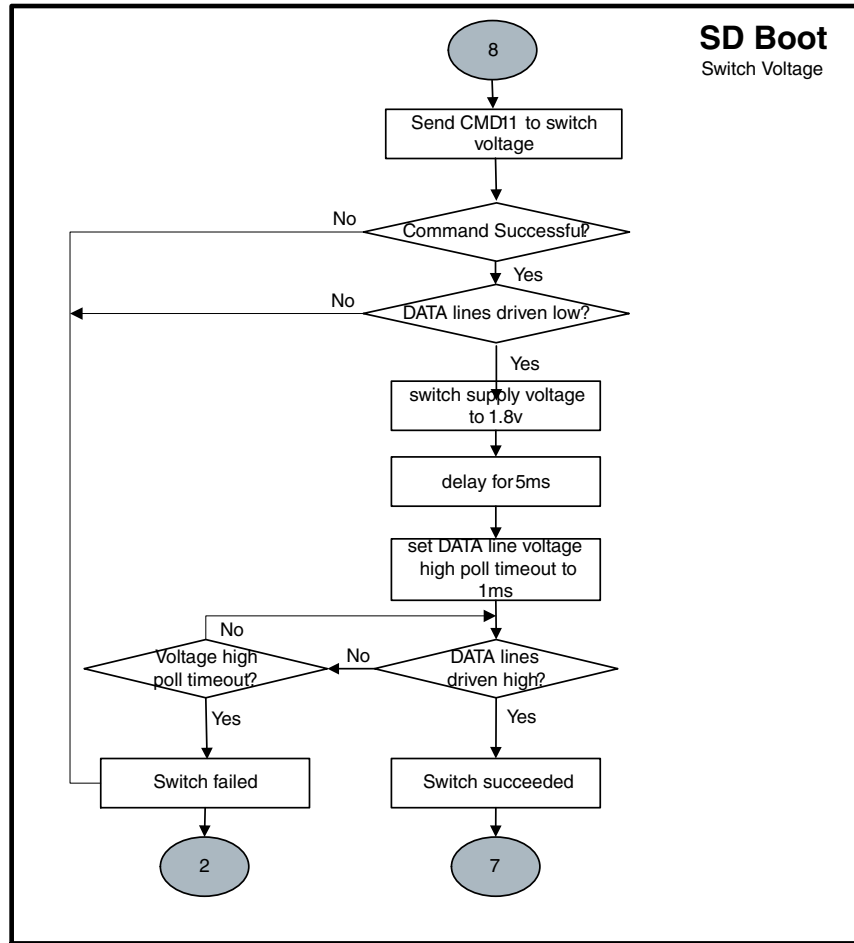 SD Boot
Switch Voltage
8
Send CMD11 to switch
voltage
No
Command Successful?
Yes
No
DATA lines driven low?
Yes
switch supply voltage
to 1.8v
delay for 5ms
set DATA line voltage
high poll timeout to
1ms
No
Voltage high
poll timeout?
No
DATA lines
driven high?
Yes
Yes
Switch failed
Switch succeeded
2
7